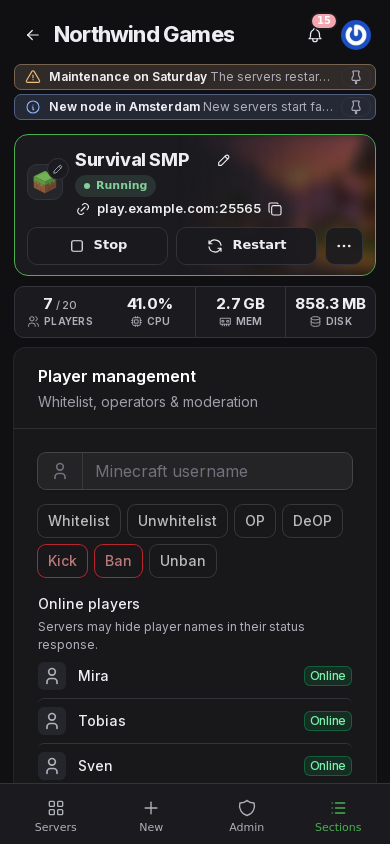 Northwind Games
15
Maintenance on Saturday The servers restar...
New node in Amsterdam New servers start fa...
Survival SMP
Running
play.example.com:25565
Stop
Restart
7 / 20
PLAYERS
41.0%
CPU
2.7 GB
MEM
858.3 MB
DISK
Player management
Whitelist, operators & moderation
Minecraft username
Whitelist
Unwhitelist
OP
DeOP
Kick
Ban
Unban
Online players
Servers may hide player names in their status
response.
Mira
Online
Tobias
Online
Sven
Online
Servers
New
Admin
Sections